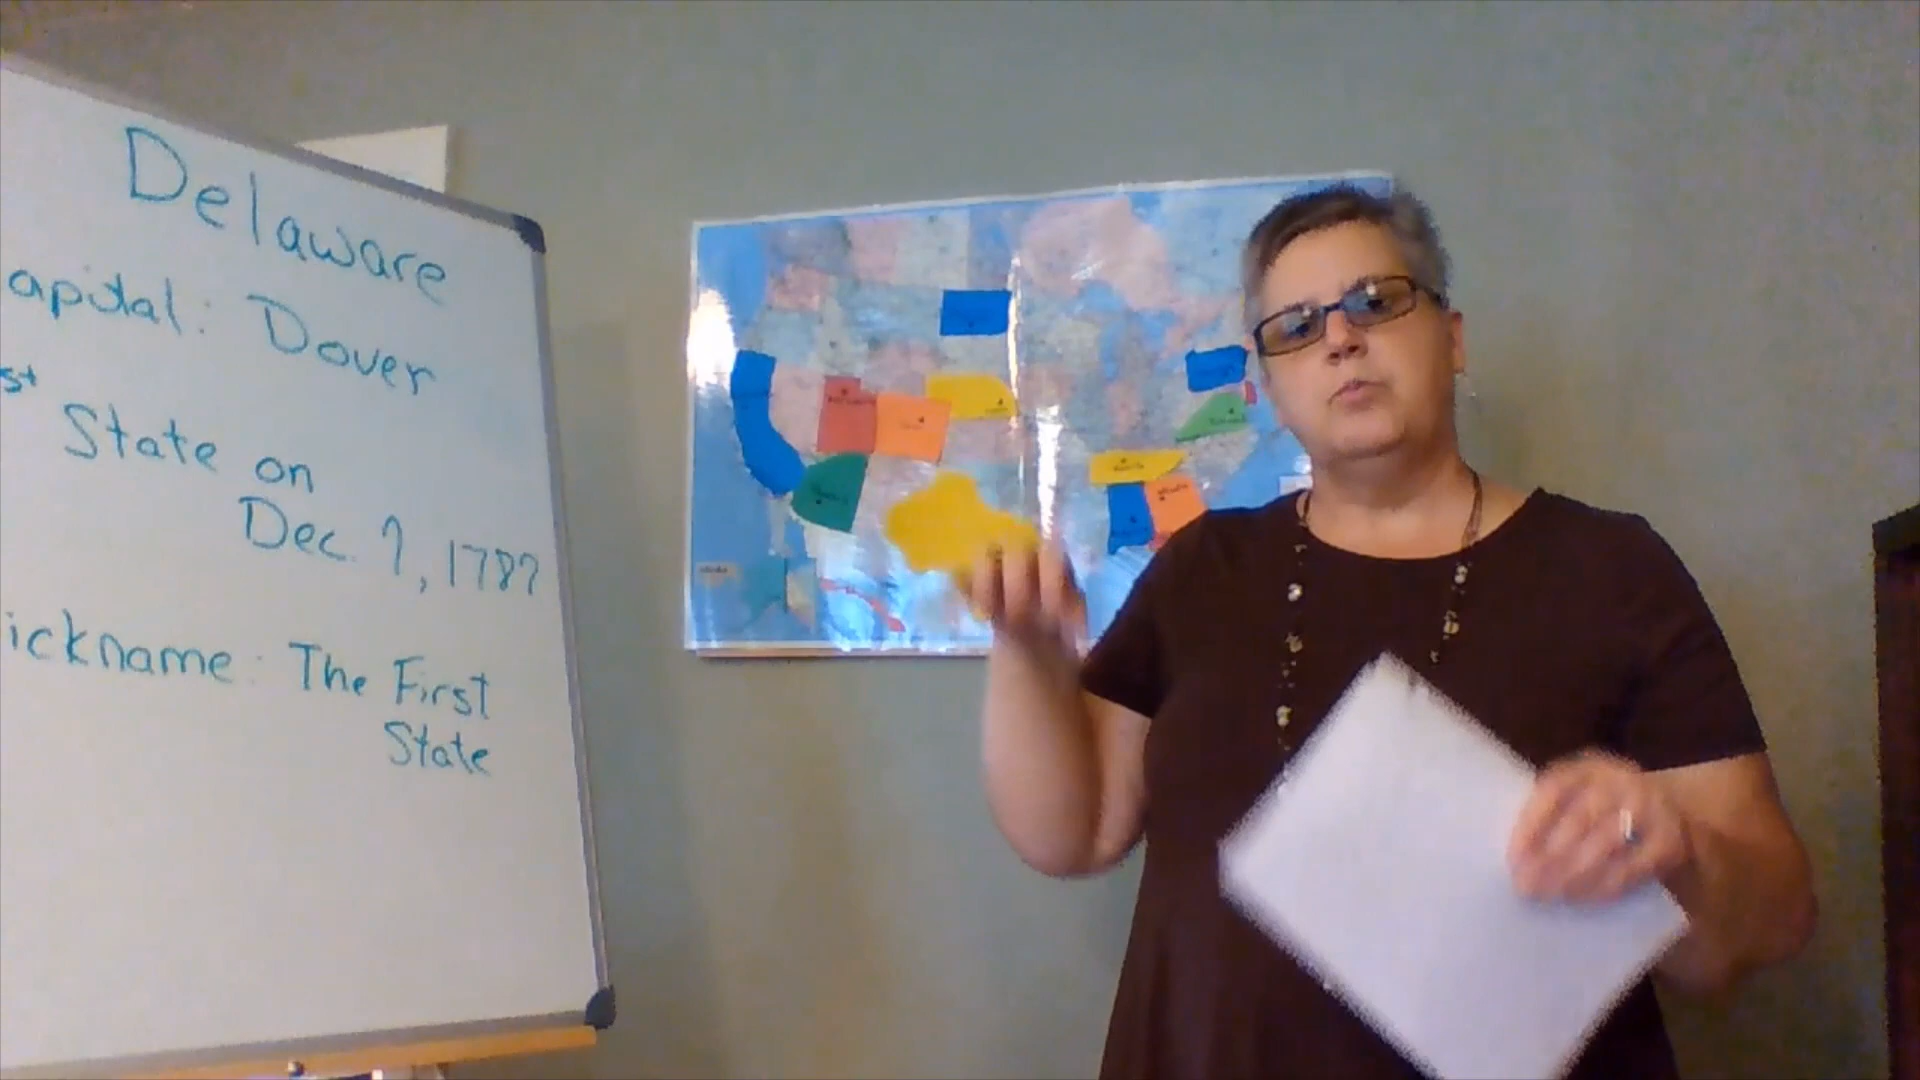 Delaware
apital: Dover
st
State on
Dec. 7, 1787
ickname: The First
State